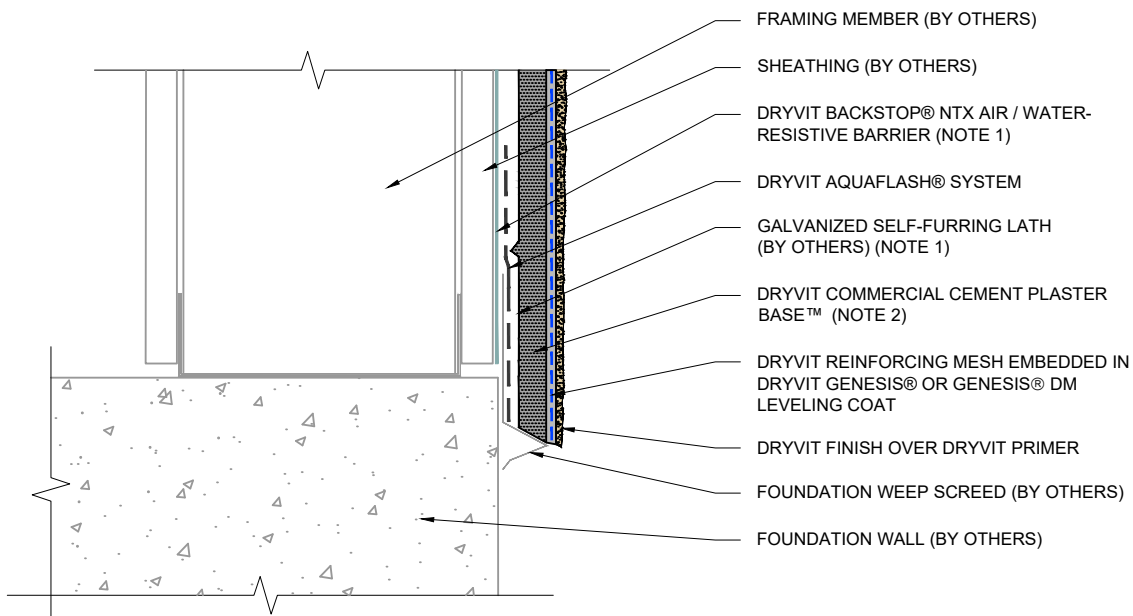 FRAMING MEMBER (BY OTHERS)
SHEATHING (BY OTHERS)
DRYVIT BACKSTOP® NTX AIR / WATER-
RESISTIVE BARRIER (NOTE 1)
DRYVIT AQUAFLASH® SYSTEM
GALVANIZED SELF-FURRING LATH
(BY OTHERS) (NOTE 1)
DRYVIT COMMERCIAL CEMENT PLASTER
BASE™ (NOTE 2)
DRYVIT REINFORCING MESH EMBEDDED IN
DRYVIT GENESIS® OR GENESIS® DM
LEVELING COAT
DRYVIT FINISH OVER DRYVIT PRIMER
FOUNDATION WEEP SCREED (BY OTHERS)
FOUNDATION WALL (BY OTHERS)